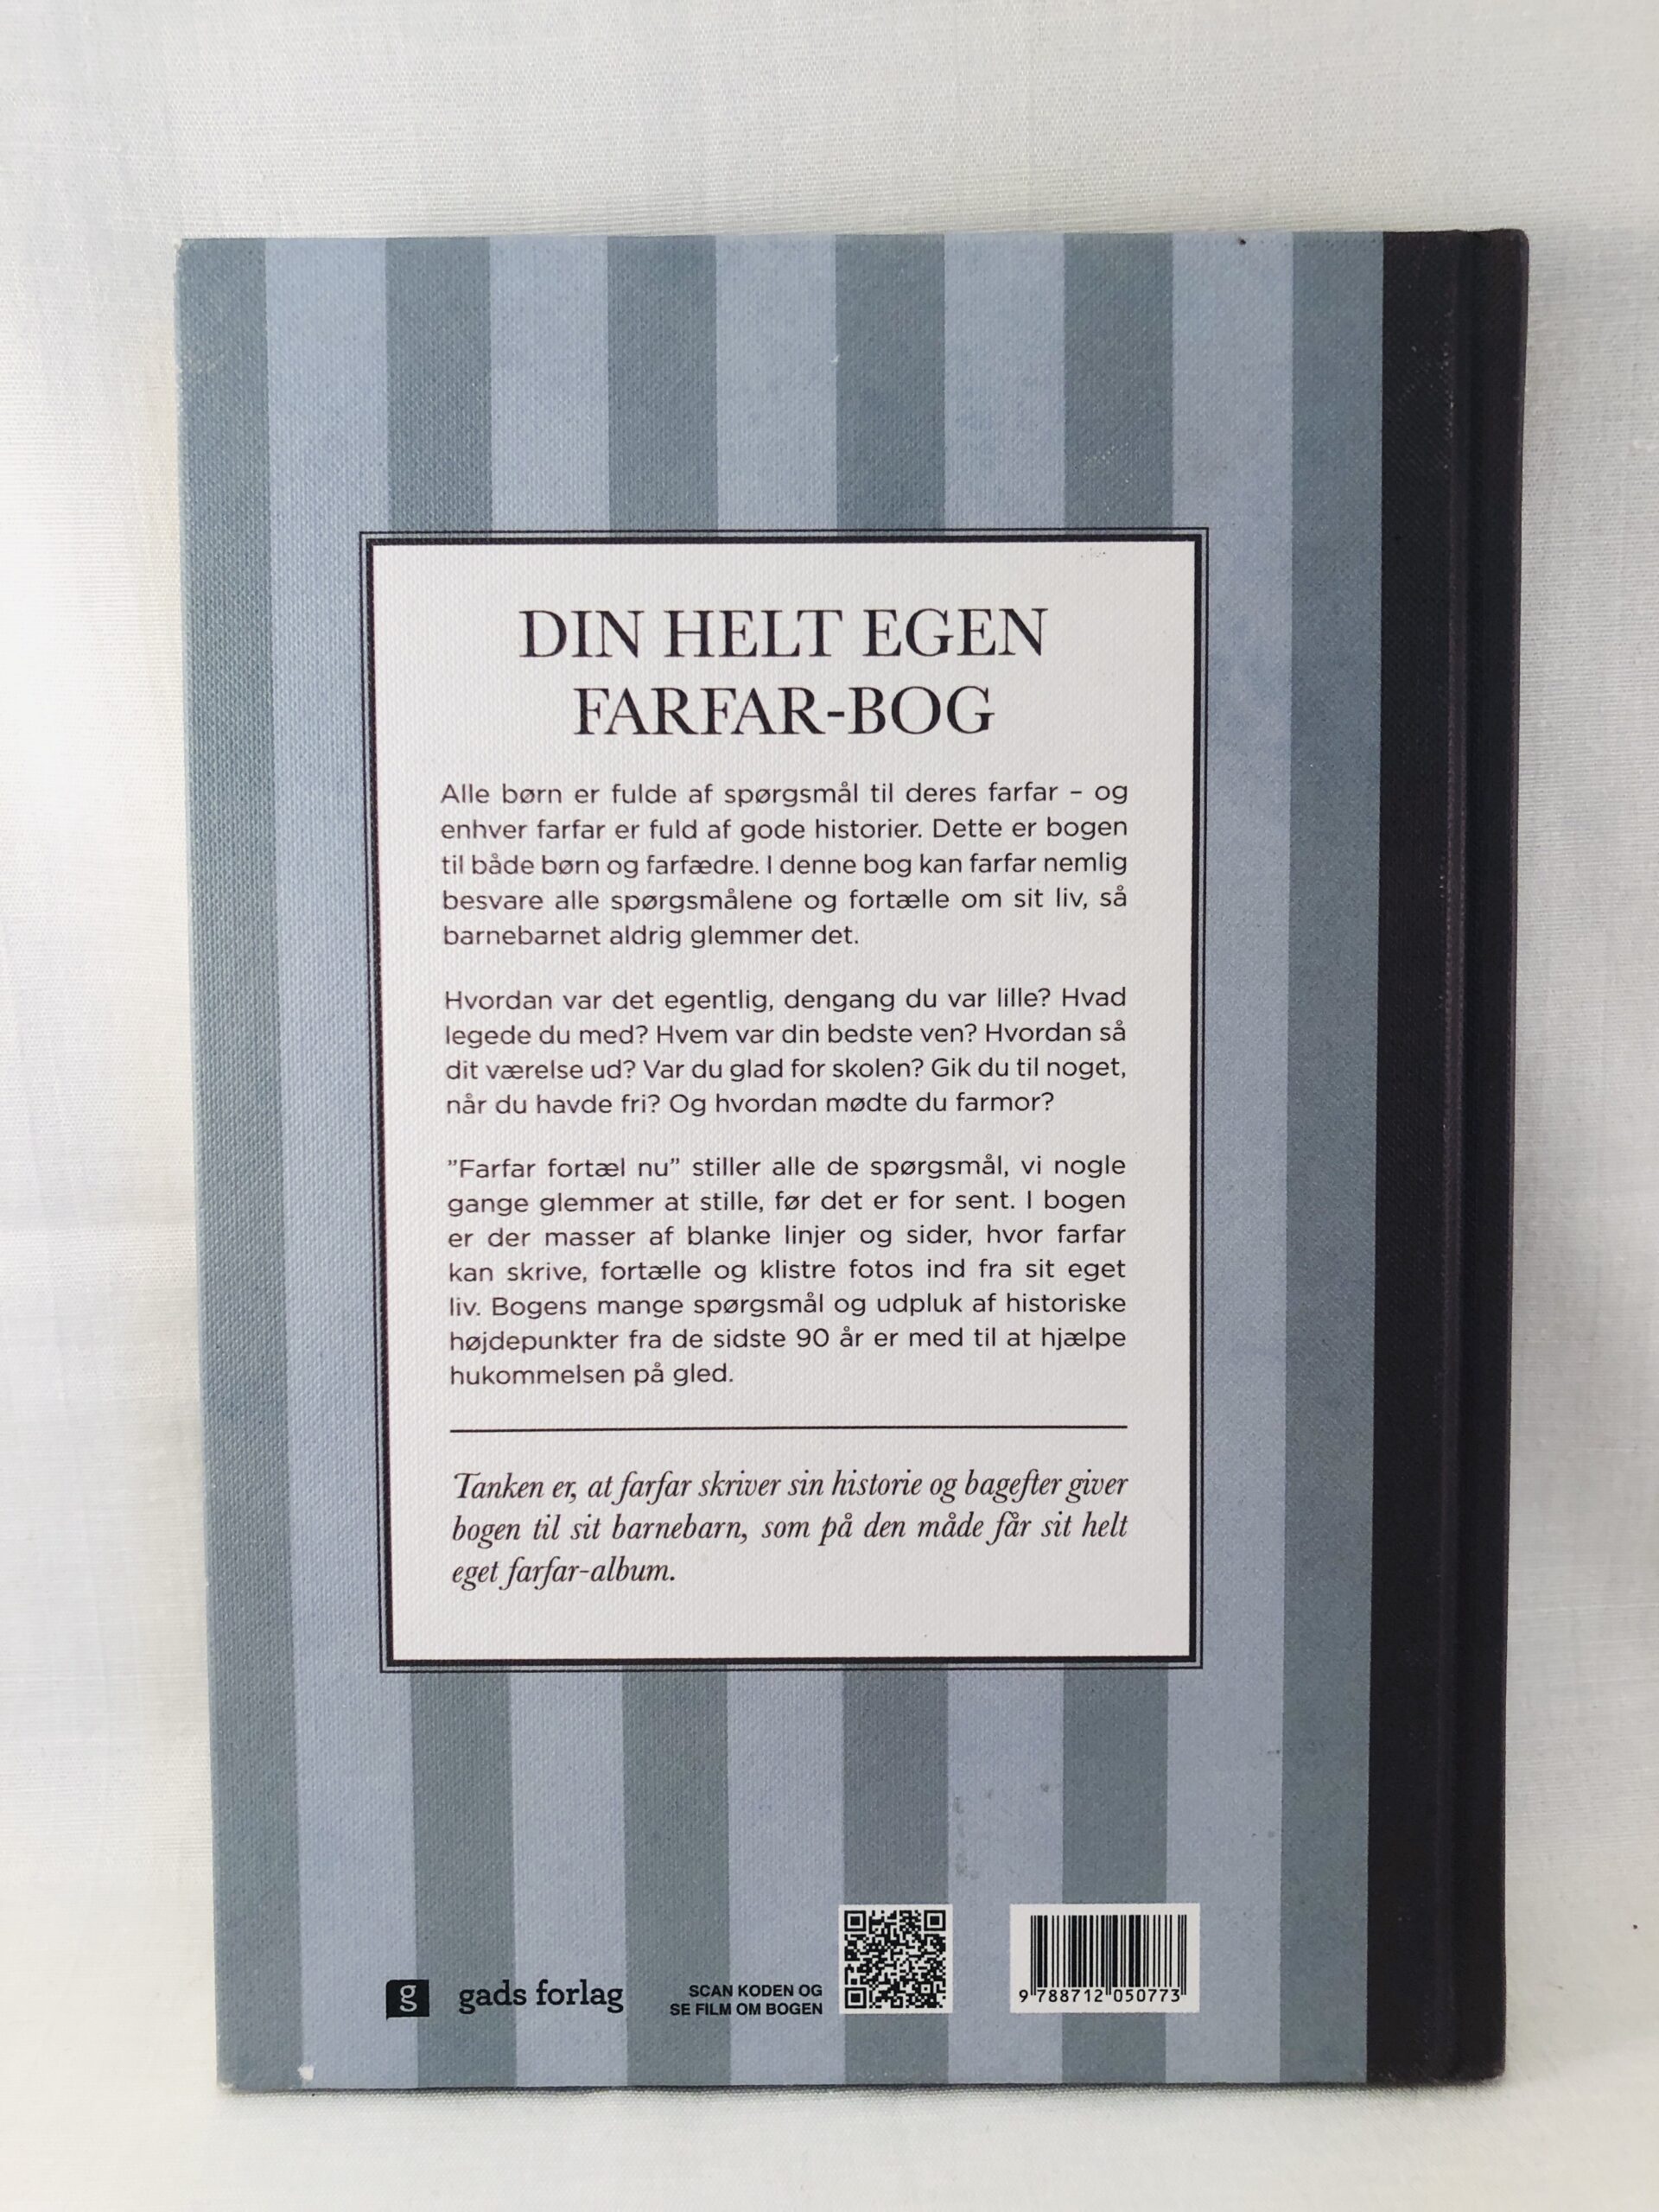 DIN HELT EGEN
FARFAR-BOG
Alle børn er fulde af spørgsmål til deres farfar – og
enhver farfar er fuld af gode historier. Dette er bogen
til både børn og farfædre. I denne bog kan farfar nemlig
besvare alle spørgsmålene og fortælle om sit liv, så
barnebarnet aldrig glemmer det.
Hvordan var det egentlig, dengang du var lille? Hvad
legede du med? Hvem var din bedste ven? Hvordan så
dit værelse ud? Var du glad for skolen? Gik du til noget,
når du havde fri? Og hvordan mødte du farmor?
”Farfar fortæl nu” stiller alle de spørgsmål, vi nogle
gange glemmer at stille, før det er for sent. I bogen
er der masser af blanke linjer og sider, hvor farfar
kan skrive, fortælle og klistre fotos ind fra sit eget
liv. Bogens mange spørgsmål og udpluk af historiske
højdepunkter fra de sidste 90 år er med til at hjælpe
hukommelsen på gled.
Tanken er, at farfar skriver sin historie og bagefter giver
bogen til sit barnebarn, som på den måde får sit helt
eget farfar-album.
g gads forlag
SCAN KODEN OG
SE FILM OM BOGEN
9 788712 050773